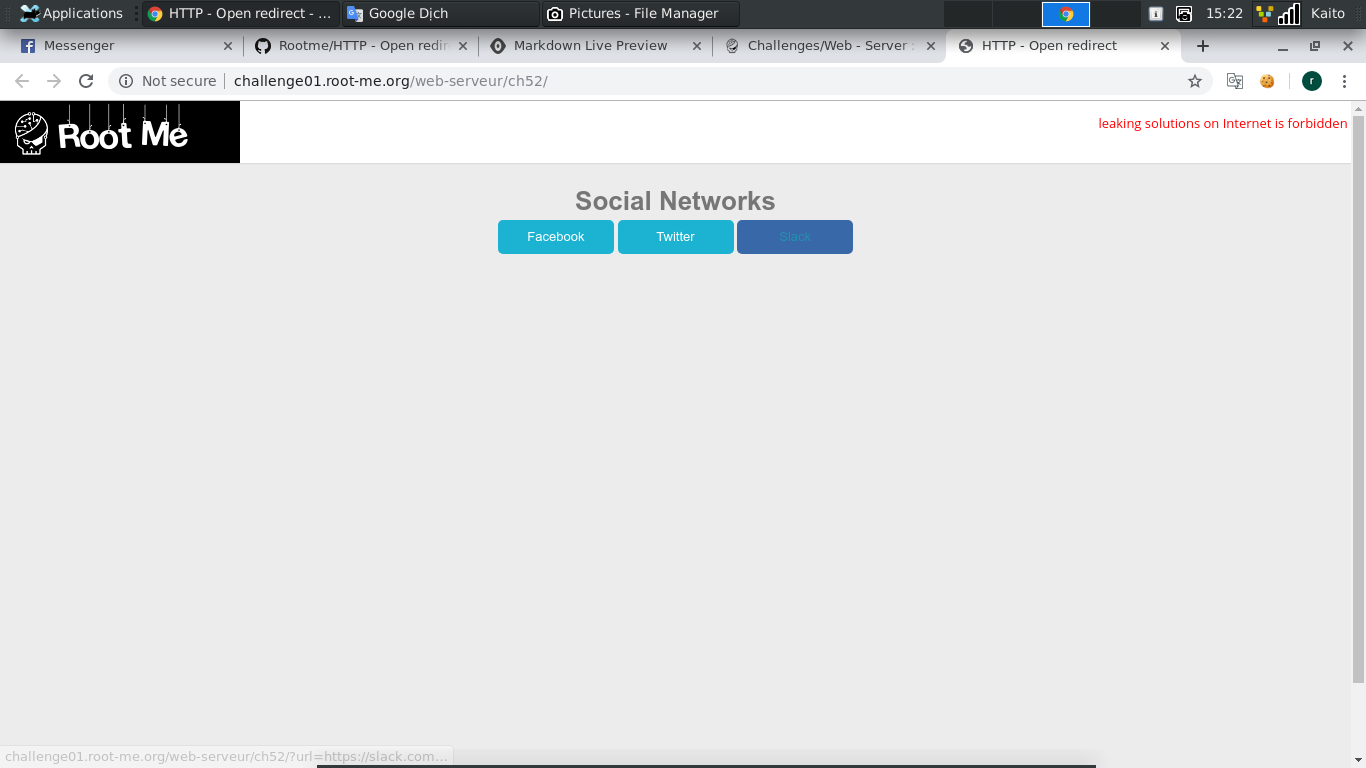 Applications
HTTP - Open redirect - ...
Google Dịch
Pictures - File Manager
15:22
Kaito
Messenger
Rootme/HTTP - Open redir
Markdown Live Preview
Challenges/Web - Server :
HTTP - Open redirect
Not secure
challenge01.root-me.org/web-serveur/ch52/
r
Root Me
leaking solutions on Internet is forbidden
Social Networks
Facebook
Twitter
Slack
challenge01.root-me.org/web-serveur/ch52/?url=https://slack.com...